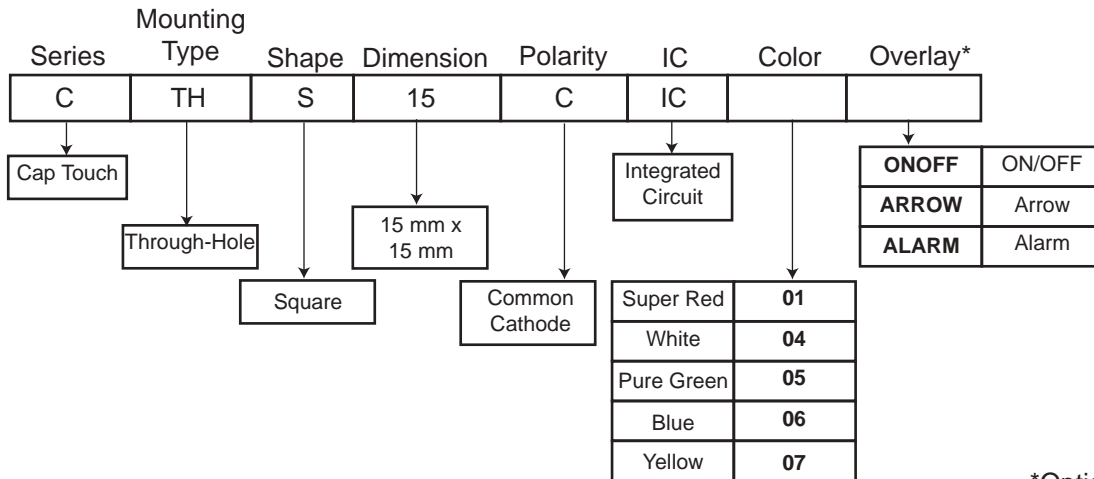 Mounting
Series Type Shape Dimension Polarity IC Color Overlay*
C TH S 15 C IC
Cap Touch
Through-Hole
Square
15 mm x
15 mm
Common
Cathode
Integrated
Circuit
ONOFF ON/OFF
ARROW Arrow
ALARM Alarm
Super Red 01
White 04
Pure Green 05
Blue 06
Yellow 07